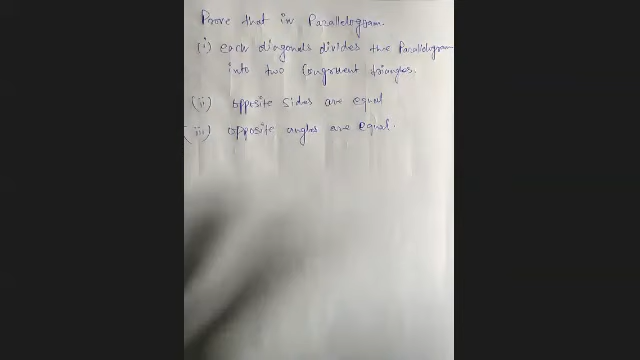 Prove that in Parallelogram.
(i) each diagonals divides the Parallelogram
into two Congruent triangles.
(ii) opposite sides are equal
(iii) opposite angles are equal.